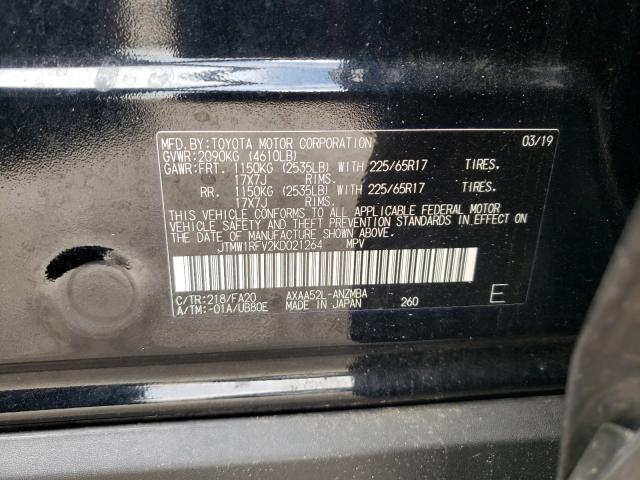 MFD. BY: TOYOTA MOTOR CORPORATION 03/19
GVWR: 2090KG (4610LB)
GAWR: FRT. 1150KG (2535LB) WITH 225/65R17 TIRES.
17X7J RIMS.
RR. 1150KG (2535LB) WITH 225/65R17 TIRES.
17X7J RIMS.
THIS VEHICLE CONFORMS TO ALL APPLICABLE FEDERAL MOTOR
VEHICLE SAFETY AND THEFT PREVENTION STANDARDS IN EFFECT ON
THE DATE OF MANUFACTURE SHOWN ABOVE.
JTMW1RFV2KD021264 MPV
C/TR: 218/FA20 AXAA52L-ANZMBA 260 E
A/TM: -01A/UB80E MADE IN JAPAN